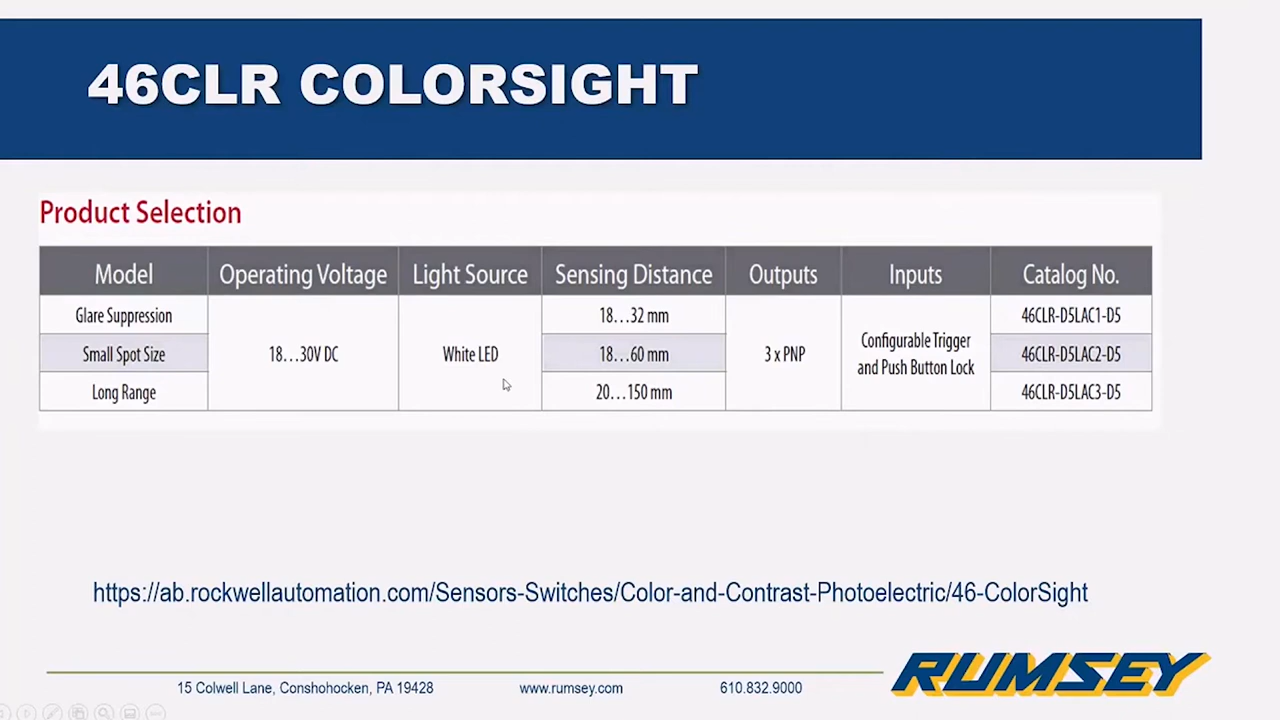 46CLR COLORSIGHT
Product Selection
Model Operating Voltage Light Source Sensing Distance Outputs Inputs Catalog No.
Glare Suppression 18...32 mm 46CLR-D5LAC1-D5
Small Spot Size 18...30V DC White LED 18...60 mm 3 x PNP Configurable Trigger
and Push Button Lock 46CLR-D5LAC2-D5
Long Range 20...150 mm 46CLR-D5LAC3-D5
https://ab.rockwellautomation.com/Sensors-Switches/Color-and-Contrast-Photoelectric/46-ColorSight
RUMSEY
15 Colwell Lane, Conshohocken, PA 19428 www.rumsey.com 610.832.9000